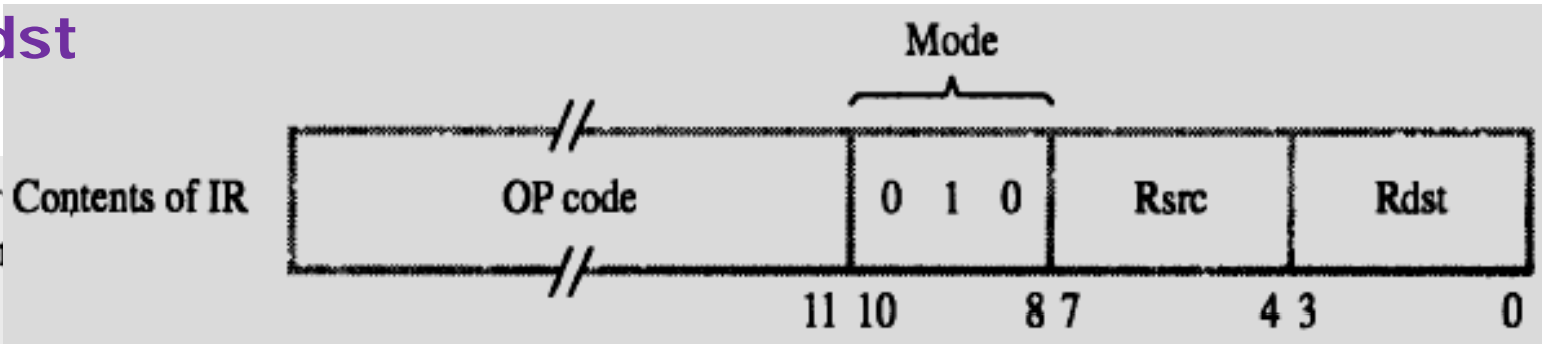 dst
Mode
Contents of IR
OP code
0 1 0
Rsrc
Rdst
11 10
8 7
4 3
0